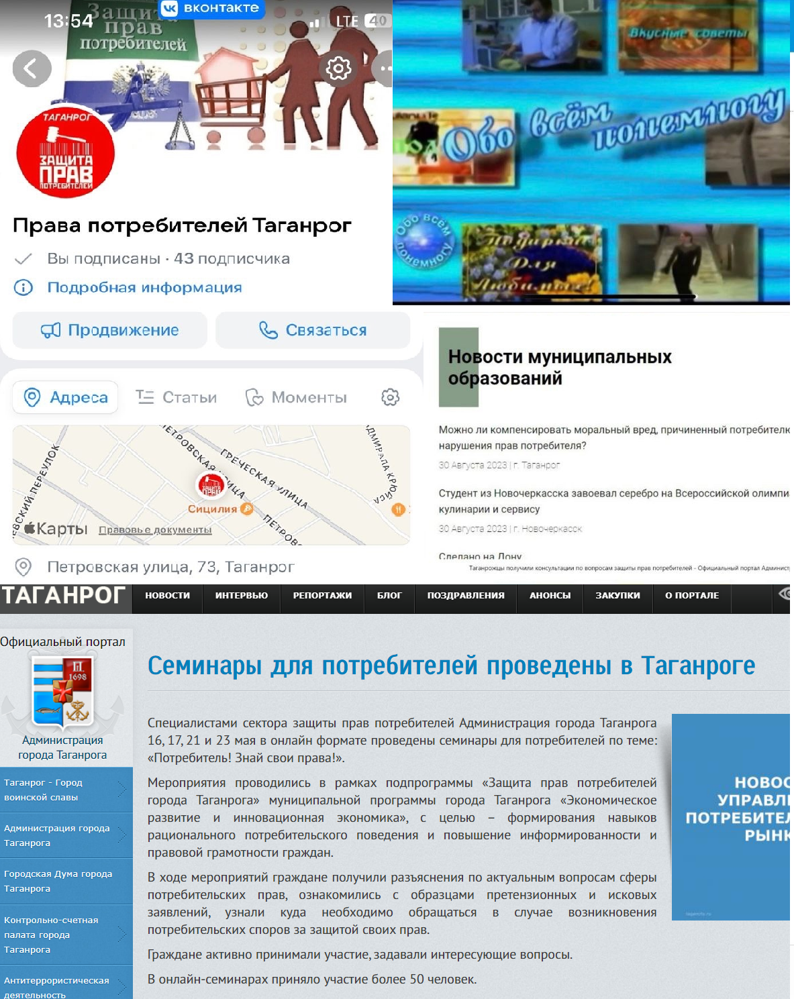 вконтакте
13:54
LTE 40
Защита
прав
потребителей
ТАГАНРОГ
ЗАЩИТА
ПРАВ
ПОТРЕБИТЕЛЕЙ
Права потребителей Таганрог
Вы подписаны · 43 подписчика
Подробная информация
Продвижение
Связаться
Адреса
Статьи
Моменты
ПЕТРОВСКАЯ УЛИЦА
ГРЕЧЕСКАЯ УЛИЦА
ДМИРАЛА КРЮЙСА
ЕВСКИЙ ПЕРЕУЛОК
ЗАЩИТА
ПРАВ
Сицилия
ПЕТРОВС
Карты
Правовые документы
Петровская улица, 73, Таганрог
Вкусные советы
Обо всём понемногу
Обо всём понемногу
Подарки
Для
Любимых!
Новости муниципальных
образований
Можно ли компенсировать моральный вред, причиненный потребителю
нарушения прав потребителя?
30 Августа 2023 | г. Таганрог
Студент из Новочеркасска завоевал серебро на Всероссийской олимпиа
кулинарии и сервису
30 Августа 2023 | г. Новочеркасск
Сделано на Дону
Таганрожцы получили консультации по вопросам защиты прав потребителей - Официальный портал Админист
ТАГАНРОГ
НОВОСТИ
ИНТЕРВЬЮ
РЕПОРТАЖИ
БЛОГ
ПОЗДРАВЛЕНИЯ
АНОНСЫ
ЗАКУПКИ
О ПОРТАЛЕ
Официальный портал
1698
Администрация
города Таганрога
Таганрог - Город
воинской славы
Администрация города
Таганрога
Городская Дума города
Таганрога
Контрольно-счетная
палата города
Таганрога
Антитеррористическая
деятельность
Семинары для потребителей проведены в Таганроге
Специалистами сектора защиты прав потребителей Администрация города Таганрога
16, 17, 21 и 23 мая в онлайн формате проведены семинары для потребителей по теме:
«Потребитель! Знай свои права!».
Мероприятия проводились в рамках подпрограммы «Защита прав потребителей
города Таганрога» муниципальной программы города Таганрога «Экономическое
развитие и инновационная экономика», с целью – формирования навыков
рационального потребительского поведения и повышение информированности и
правовой грамотности граждан.
В ходе мероприятий граждане получили разъяснения по актуальным вопросам сферы
потребительских прав, ознакомились с образцами претензионных и исковых
заявлений, узнали куда необходимо обращаться в случае возникновения
потребительских споров за защитой своих прав.
Граждане активно принимали участие, задавали интересующие вопросы.
В онлайн-семинарах приняло участие более 50 человек.
НОВОС
УПРАВЛЕ
ПОТРЕБИТЕЛ
РЫНК